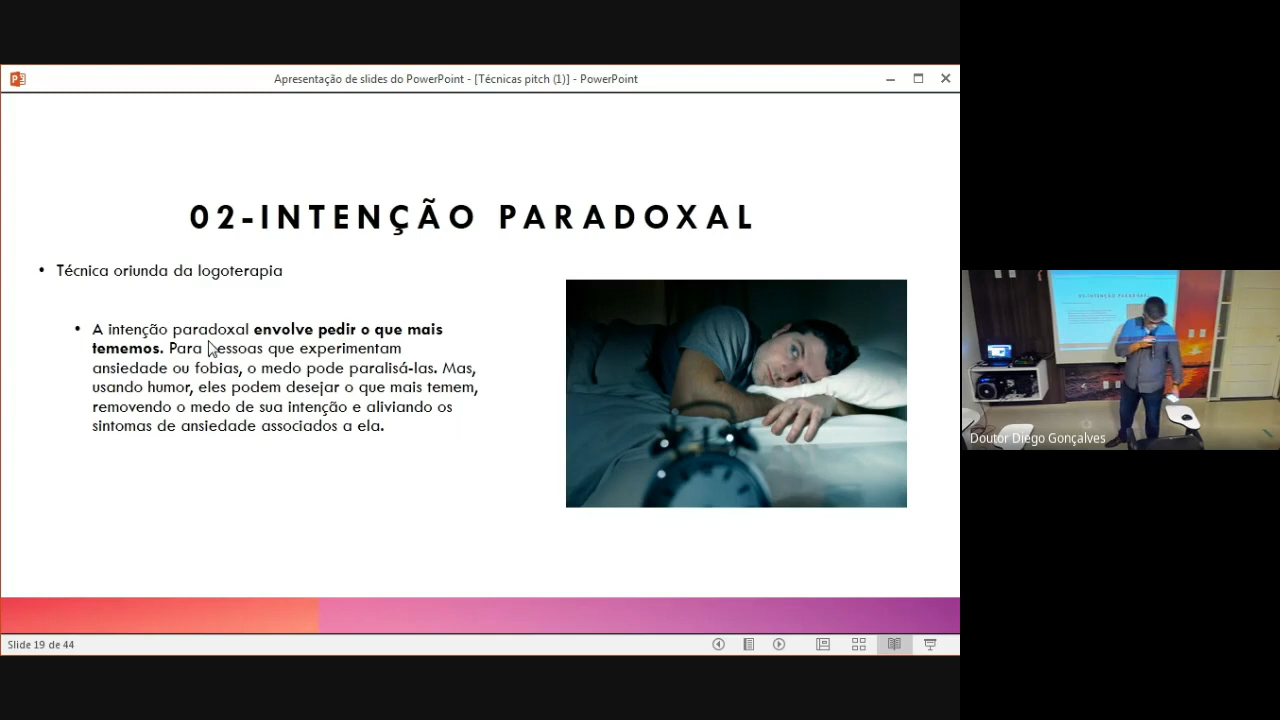 Apresentação de slides do PowerPoint - [Técnicas pitch (1)] - PowerPoint
02-INTENÇÃO PARADOXAL
• Técnica oriunda da logoterapia
• A intenção paradoxal envolve pedir o que mais
tememos. Para pessoas que experimentam
ansiedade ou fobias, o medo pode paralisá-las. Mas,
usando humor, eles podem desejar o que mais temem,
removendo o medo de sua intenção e aliviando os
sintomas de ansiedade associados a ela.
Slide 19 de 44
02-INTENÇÃO PARADOXAL
Doutor Diego Gonçalves